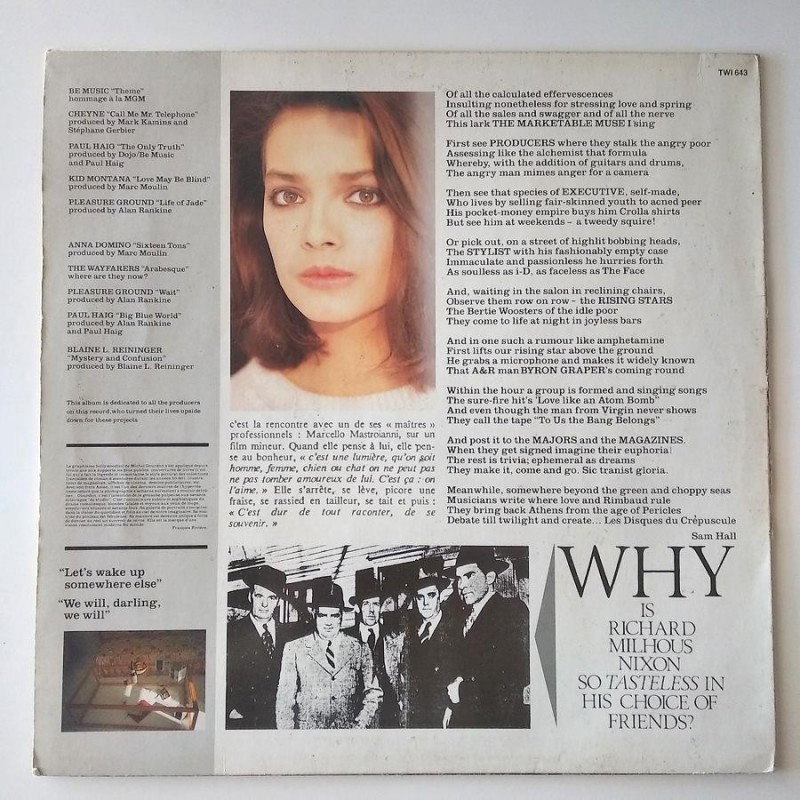 TWI 643
BE MUSIC "Theme"
hommage à la MGM
CHEYNE "Call Me Mr. Telephone"
produced by Mark Kamins and
Stéphane Gerbier
PAUL HAIG "The Only Truth"
produced by Dojo/Be Music
and Paul Haig
KID MONTANA "Love May Be Blind"
produced by Marc Moulin
PLEASURE GROUND "Life of Jade"
produced by Alan Rankine
ANNA DOMINO "Sixteen Tons"
produced by Marc Moulin
THE WAYFARERS "Arabesque"
where are they now?
PLEASURE GROUND "Wait"
produced by Alan Rankine
PAUL HAIG "Big Blue World"
produced by Alan Rankine
and Paul Haig
BLAINE L. REININGER
"Mystery and Confusion"
produced by Blaine L. Reininger
This album is dedicated to all the producers
on this record, who turned their lives upside
down for these projects
"Let's wake up
somewhere else"
"We will, darling,
we will"
c'est la rencontre avec un de ses « maîtres »
professionnels : Marcello Mastroianni, sur un
film mineur. Quand elle pense à lui, elle pen-
se au bonheur, « c'est une lumière, qu'on soit
homme, femme, chien ou chat on ne peut pas
ne pas tomber amoureux de lui. C'est ça : on
l'aime. » Elle s'arrête, se lève, picore une
fraise, se rassied en tailleur, se tait et puis :
« C'est dur de tout raconter, de se
souvenir. »
Of all the calculated effervescences
Insulting nonetheless for stressing love and spring
Of all the sales and swagger and of all the nerve
This lark THE MARKETABLE MUSE I sing
First see PRODUCERS where they stalk the angry poor
Assessing like the alchemist that formula
Whereby, with the addition of guitars and drums,
The angry man mimes anger for a camera
Then see that species of EXECUTIVE, self-made,
Who lives by selling fair-skinned youth to acned peer
His pocket-money empire buys him Crolla shirts
But see him at weekends – a tweedy squire!
Or pick out, on a street of highlit bobbing heads,
The STYLIST with his fashionably empty case
Immaculate and passionless he hurries forth
As soulless as i-D, as faceless as The Face
And, waiting in the salon in reclining chairs,
Observe them row on row – the RISING STARS
The Bertie Woosters of the idle poor
They come to life at night in joyless bars
And in one such a rumour like amphetamine
First lifts our rising star above the ground
He grabs a microphone and makes it widely known
That A&R man BYRON GRAPER's coming round
Within the hour a group is formed and singing songs
The sure-fire hit's 'Love like an Atom Bomb'
And even though the man from Virgin never shows
They call the tape "To Us the Bang Belongs"
And post it to the MAJORS and the MAGAZINES.
When they get signed imagine their euphoria!
The rest is trivia; ephemeral as dreams
They make it, come and go. Sic tranist gloria.
Meanwhile, somewhere beyond the green and choppy seas
Musicians write where love and Rimbaud rule
They bring back Athens from the age of Pericles
Debate till twilight and create... Les Disques du Crépuscule
Sam Hall
WHY
IS
RICHARD
MILHOUS
NIXON
SO TASTELESS IN
HIS CHOICE OF
FRIENDS?